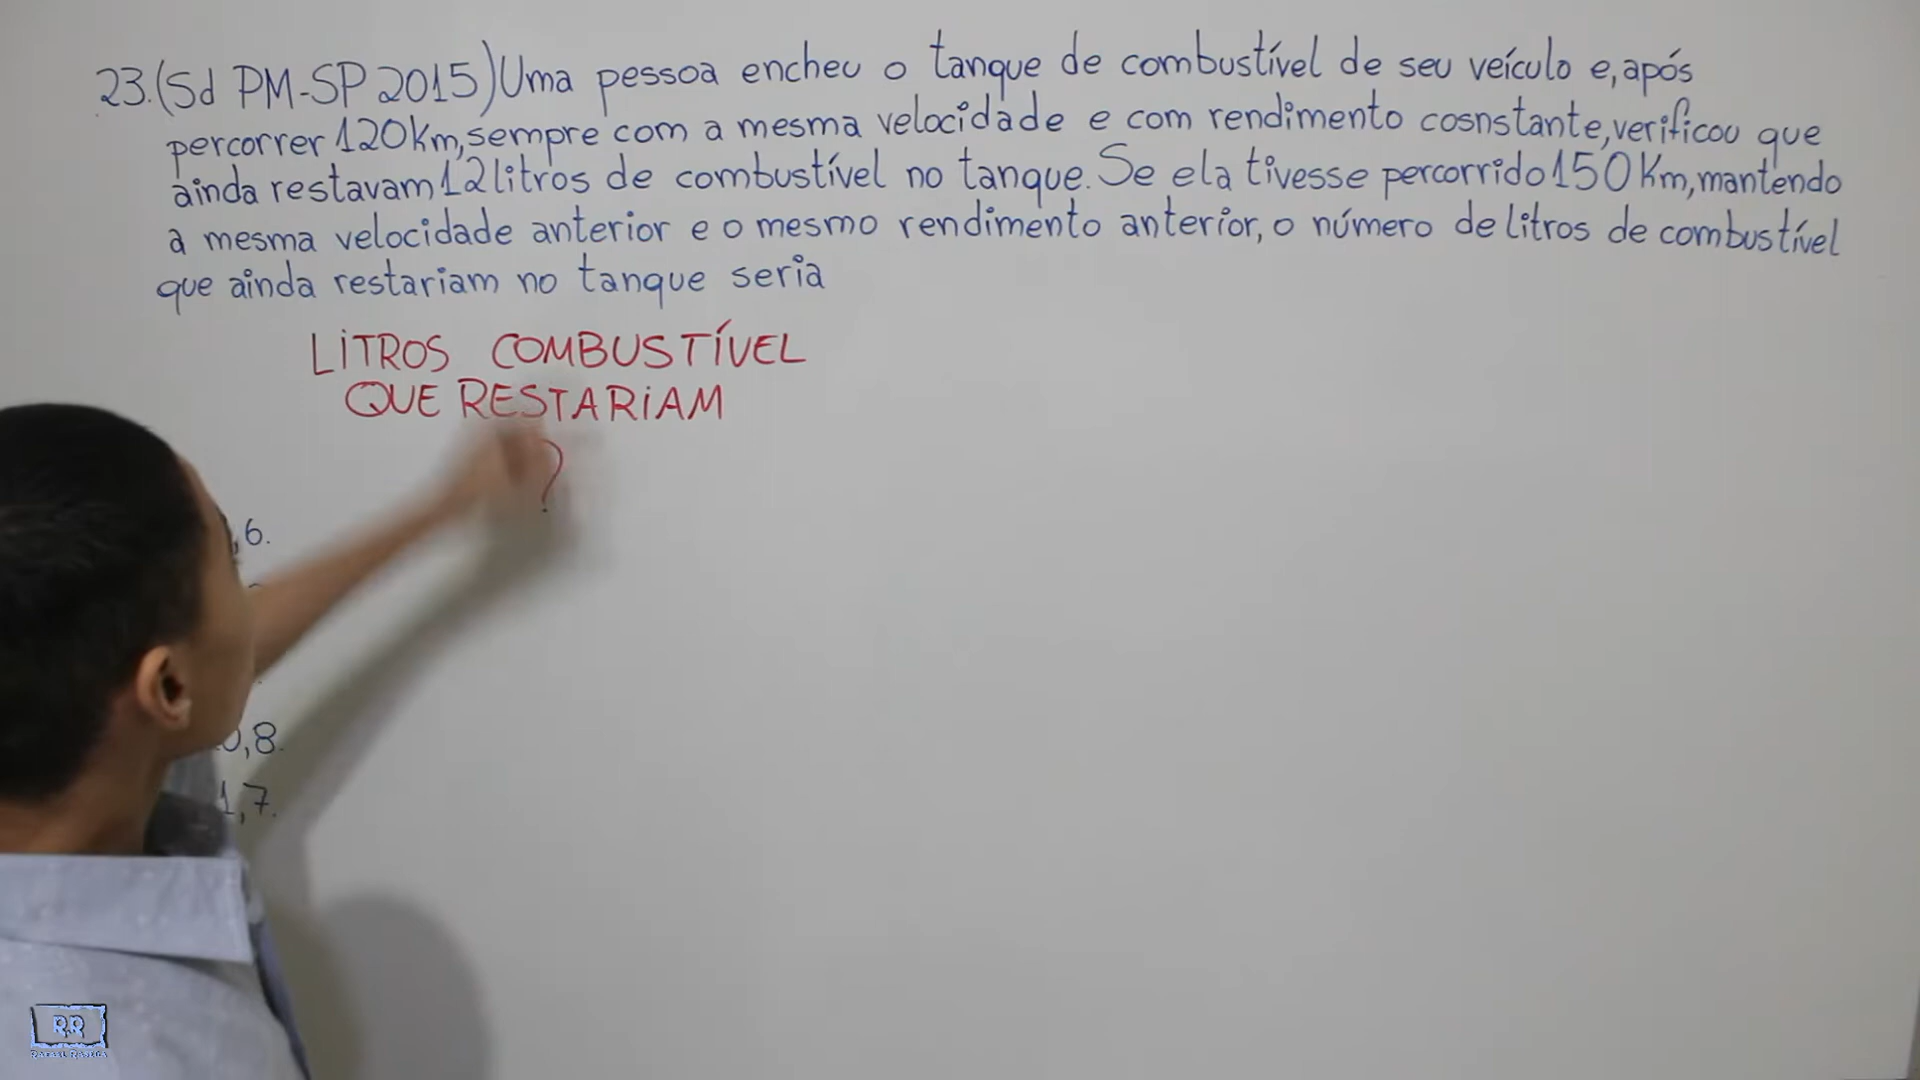 23.(Sd PM-SP 2015) Uma pessoa encheu o tanque de combustível de seu veículo e, após
percorrer 120km, sempre com a mesma velocidade e com rendimento cosnstante, verificou que
ainda restavam 12 litros de combustível no tanque. Se ela tivesse percorrido 150 Km, mantendo
a mesma velocidade anterior e o mesmo rendimento anterior, o número de litros de combustível
que ainda restariam no tanque seria
LITROS COMBUSTÍVEL
QUE RESTARIAM
?
,6.
0,8.
1,7.
RR